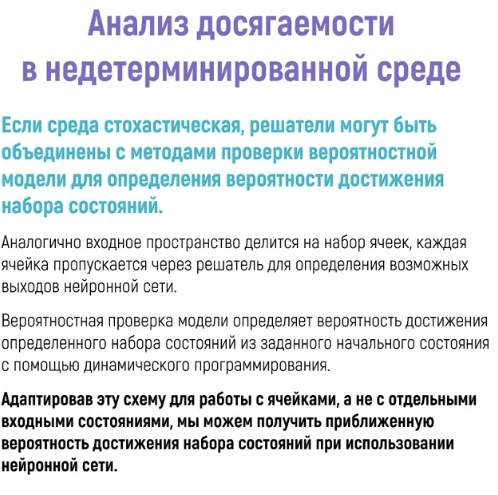 Анализ досягаемости
в недетерминированной среде
Если среда стохастическая, решатели могут быть
объединены с методами проверки вероятностной
модели для определения вероятности достижения
набора состояний.
Аналогично входное пространство делится на набор ячеек, каждая
ячейка пропускается через решатель для определения возможных
выходов нейронной сети.
Вероятностная проверка модели определяет вероятность достижения
определенного набора состояний из заданного начального состояния
с помощью динамического программирования.
Адаптировав эту схему для работы с ячейками, а не с отдельными
входными состояниями, мы можем получить приближенную
вероятность достижения набора состояний при использовании
нейронной сети.